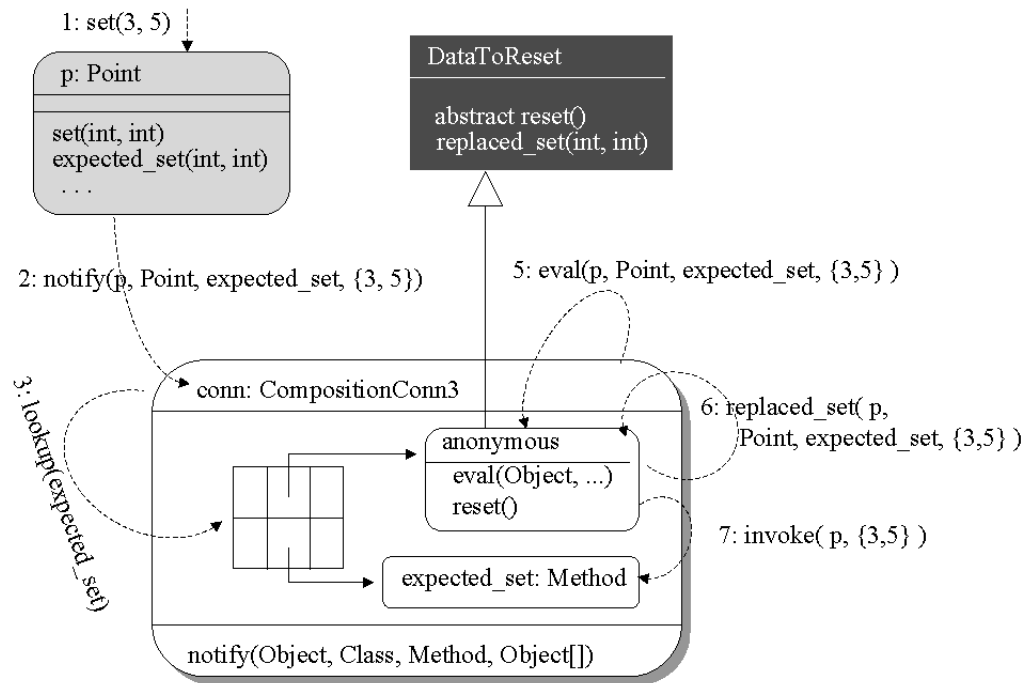 1: set(3, 5)
p: Point
set(int, int)
expected_set(int, int)
. . .
DataToReset
abstract reset()
replaced_set(int, int)
2: notify(p, Point, expected_set, {3, 5})
5: eval(p, Point, expected_set, {3,5} )
3: lookup(expected_set)
conn: CompositionConn3
anonymous
eval(Object, ...)
reset()
6: replaced_set( p,
Point, expected_set, {3,5} )
7: invoke( p, {3,5} )
expected_set: Method
notify(Object, Class, Method, Object[])